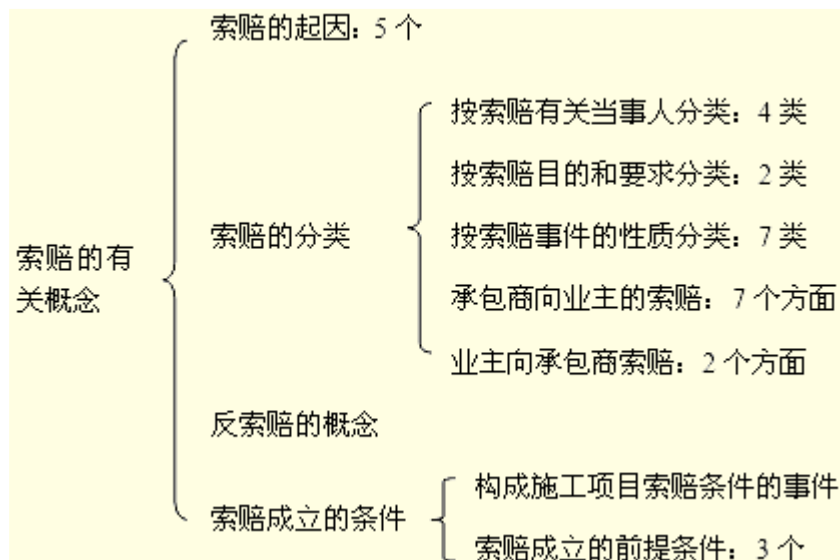 索赔的有
关概念
索赔的起因：5 个
索赔的分类
按索赔有关当事人分类：4 类
按索赔目的和要求分类：2 类
按索赔事件的性质分类：7 类
承包商向业主的索赔：7 个方面
业主向承包商索赔：2 个方面
反索赔的概念
索赔成立的条件
构成施工项目索赔条件的事件
索赔成立的前提条件：3 个